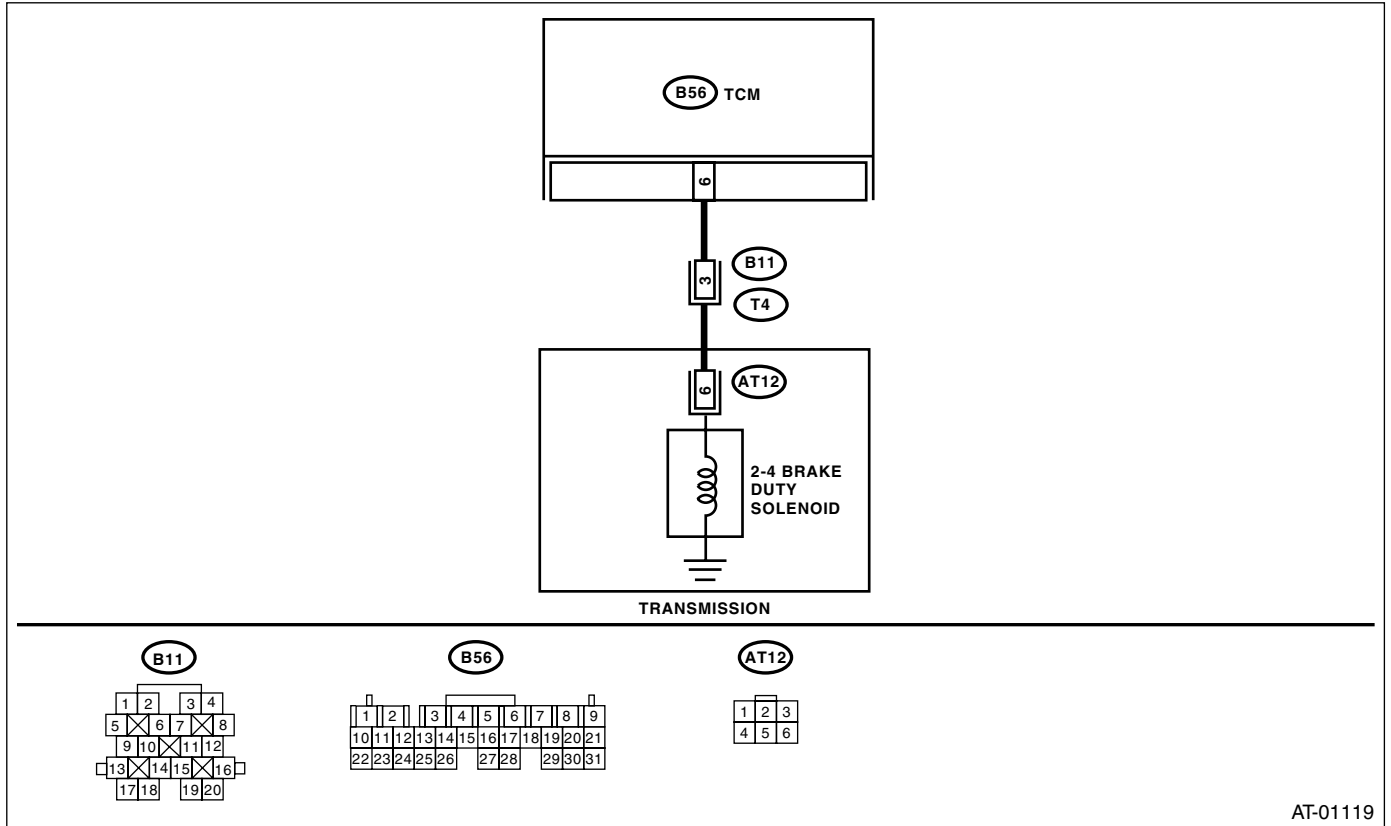 B56 TCM
6
B11
3
T4
AT12
6
2-4 BRAKE
DUTY
SOLENOID
TRANSMISSION
B11
1 2 3 4
5 6 7 8
9 10 11 12
13 14 15 16
17 18 19 20
B56
1 2 3 4 5 6 7 8 9
10 11 12 13 14 15 16 17 18 19 20 21
22 23 24 25 26 27 28 29 30 31
AT12
1 2 3
4 5 6
AT-01119